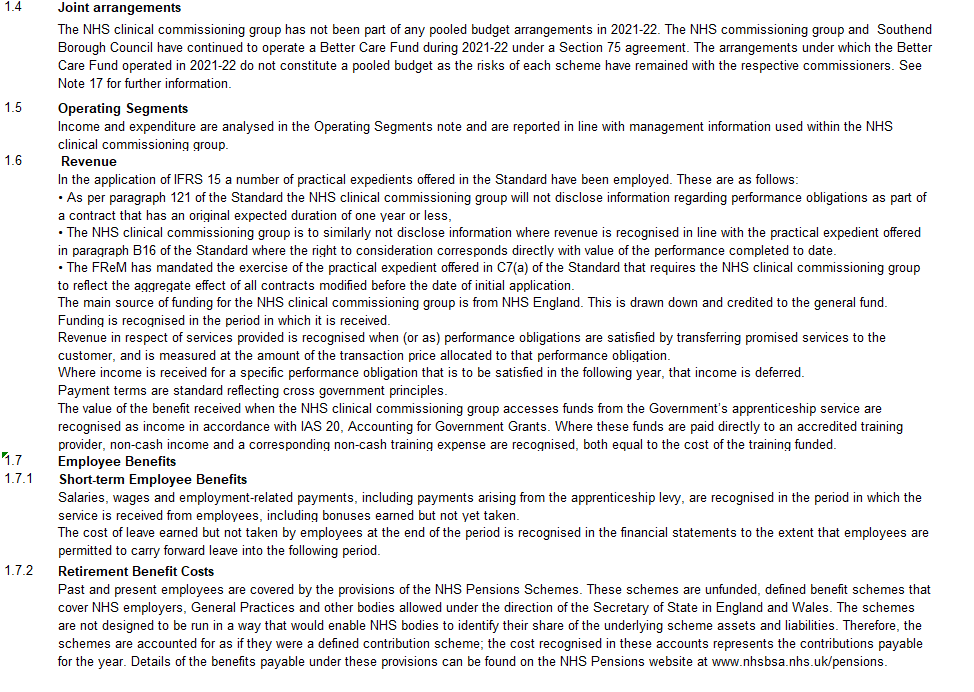 1.4 Joint arrangements
The NHS clinical commissioning group has not been part of any pooled budget arrangements in 2021-22. The NHS commissioning group and Southend
Borough Council have continued to operate a Better Care Fund during 2021-22 under a Section 75 agreement. The arrangements under which the Better
Care Fund operated in 2021-22 do not constitute a pooled budget as the risks of each scheme have remained with the respective commissioners. See
Note 17 for further information.
1.5 Operating Segments
Income and expenditure are analysed in the Operating Segments note and are reported in line with management information used within the NHS
clinical commissioning group.
1.6 Revenue
In the application of IFRS 15 a number of practical expedients offered in the Standard have been employed. These are as follows:
• As per paragraph 121 of the Standard the NHS clinical commissioning group will not disclose information regarding performance obligations as part of
a contract that has an original expected duration of one year or less,
• The NHS clinical commissioning group is to similarly not disclose information where revenue is recognised in line with the practical expedient offered
in paragraph B16 of the Standard where the right to consideration corresponds directly with value of the performance completed to date.
• The FReM has mandated the exercise of the practical expedient offered in C7(a) of the Standard that requires the NHS clinical commissioning group
to reflect the aggregate effect of all contracts modified before the date of initial application.
The main source of funding for the NHS clinical commissioning group is from NHS England. This is drawn down and credited to the general fund.
Funding is recognised in the period in which it is received.
Revenue in respect of services provided is recognised when (or as) performance obligations are satisfied by transferring promised services to the
customer, and is measured at the amount of the transaction price allocated to that performance obligation.
Where income is received for a specific performance obligation that is to be satisfied in the following year, that income is deferred.
Payment terms are standard reflecting cross government principles.
The value of the benefit received when the NHS clinical commissioning group accesses funds from the Government's apprenticeship service are
recognised as income in accordance with IAS 20, Accounting for Government Grants. Where these funds are paid directly to an accredited training
provider, non-cash income and a corresponding non-cash training expense are recognised, both equal to the cost of the training funded.
1.7 Employee Benefits
1.7.1 Short-term Employee Benefits
Salaries, wages and employment-related payments, including payments arising from the apprenticeship levy, are recognised in the period in which the
service is received from employees, including bonuses earned but not yet taken.
The cost of leave earned but not taken by employees at the end of the period is recognised in the financial statements to the extent that employees are
permitted to carry forward leave into the following period.
1.7.2 Retirement Benefit Costs
Past and present employees are covered by the provisions of the NHS Pensions Schemes. These schemes are unfunded, defined benefit schemes that
cover NHS employers, General Practices and other bodies allowed under the direction of the Secretary of State in England and Wales. The schemes
are not designed to be run in a way that would enable NHS bodies to identify their share of the underlying scheme assets and liabilities. Therefore, the
schemes are accounted for as if they were a defined contribution scheme; the cost recognised in these accounts represents the contributions payable
for the year. Details of the benefits payable under these provisions can be found on the NHS Pensions website at www.nhsbsa.nhs.uk/pensions.